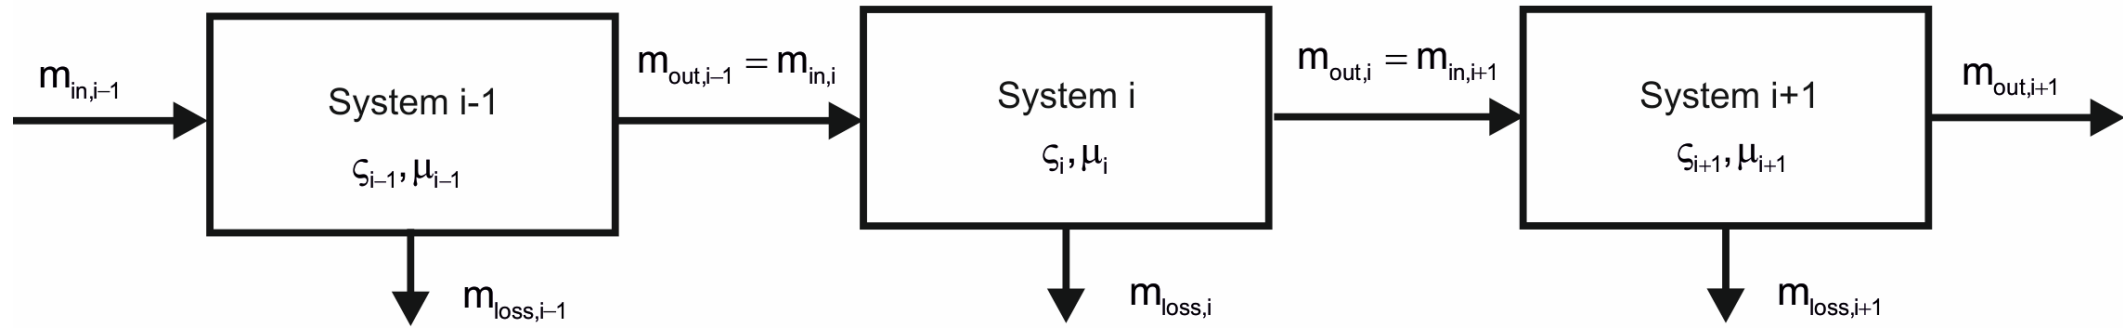 m_in,i–1
System i-1
ς_i–1, μ_i–1
m_loss,i–1
m_out,i–1 = m_in,i
System i
ς_i, μ_i
m_loss,i
m_out,i = m_in,i+1
System i+1
ς_i+1, μ_i+1
m_loss,i+1
m_out,i+1